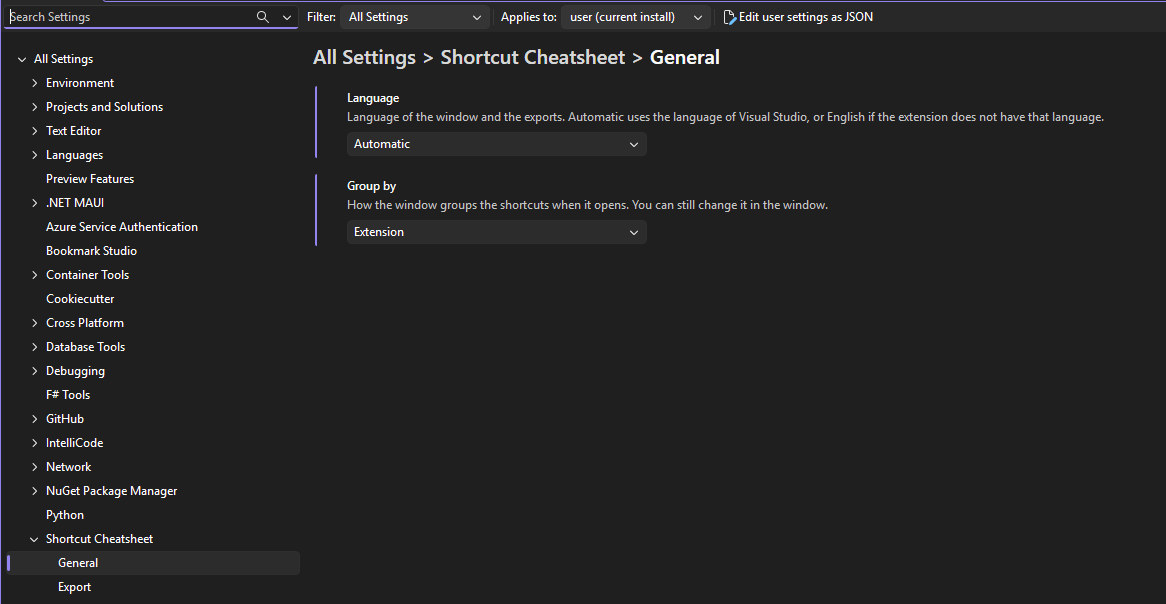 Search Settings
Filter: All Settings Applies to: user (current install) Edit user settings as JSON
All Settings
Environment
Projects and Solutions
Text Editor
Languages
Preview Features
.NET MAUI
Azure Service Authentication
Bookmark Studio
Container Tools
Cookiecutter
Cross Platform
Database Tools
Debugging
F# Tools
GitHub
IntelliCode
Network
NuGet Package Manager
Python
Shortcut Cheatsheet
General
Export
All Settings > Shortcut Cheatsheet > General
Language
Language of the window and the exports. Automatic uses the language of Visual Studio, or English if the extension does not have that language.
Automatic
Group by
How the window groups the shortcuts when it opens. You can still change it in the window.
Extension